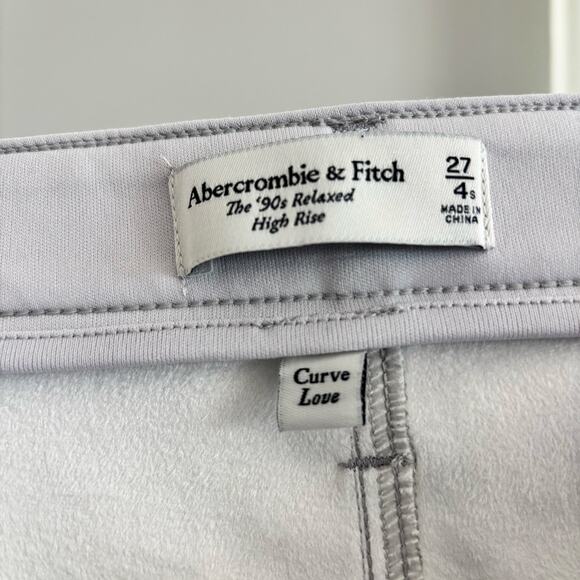 Abercrombie & Fitch
The '90s Relaxed
High Rise
27
4s
MADE IN
CHINA
Curve
Love